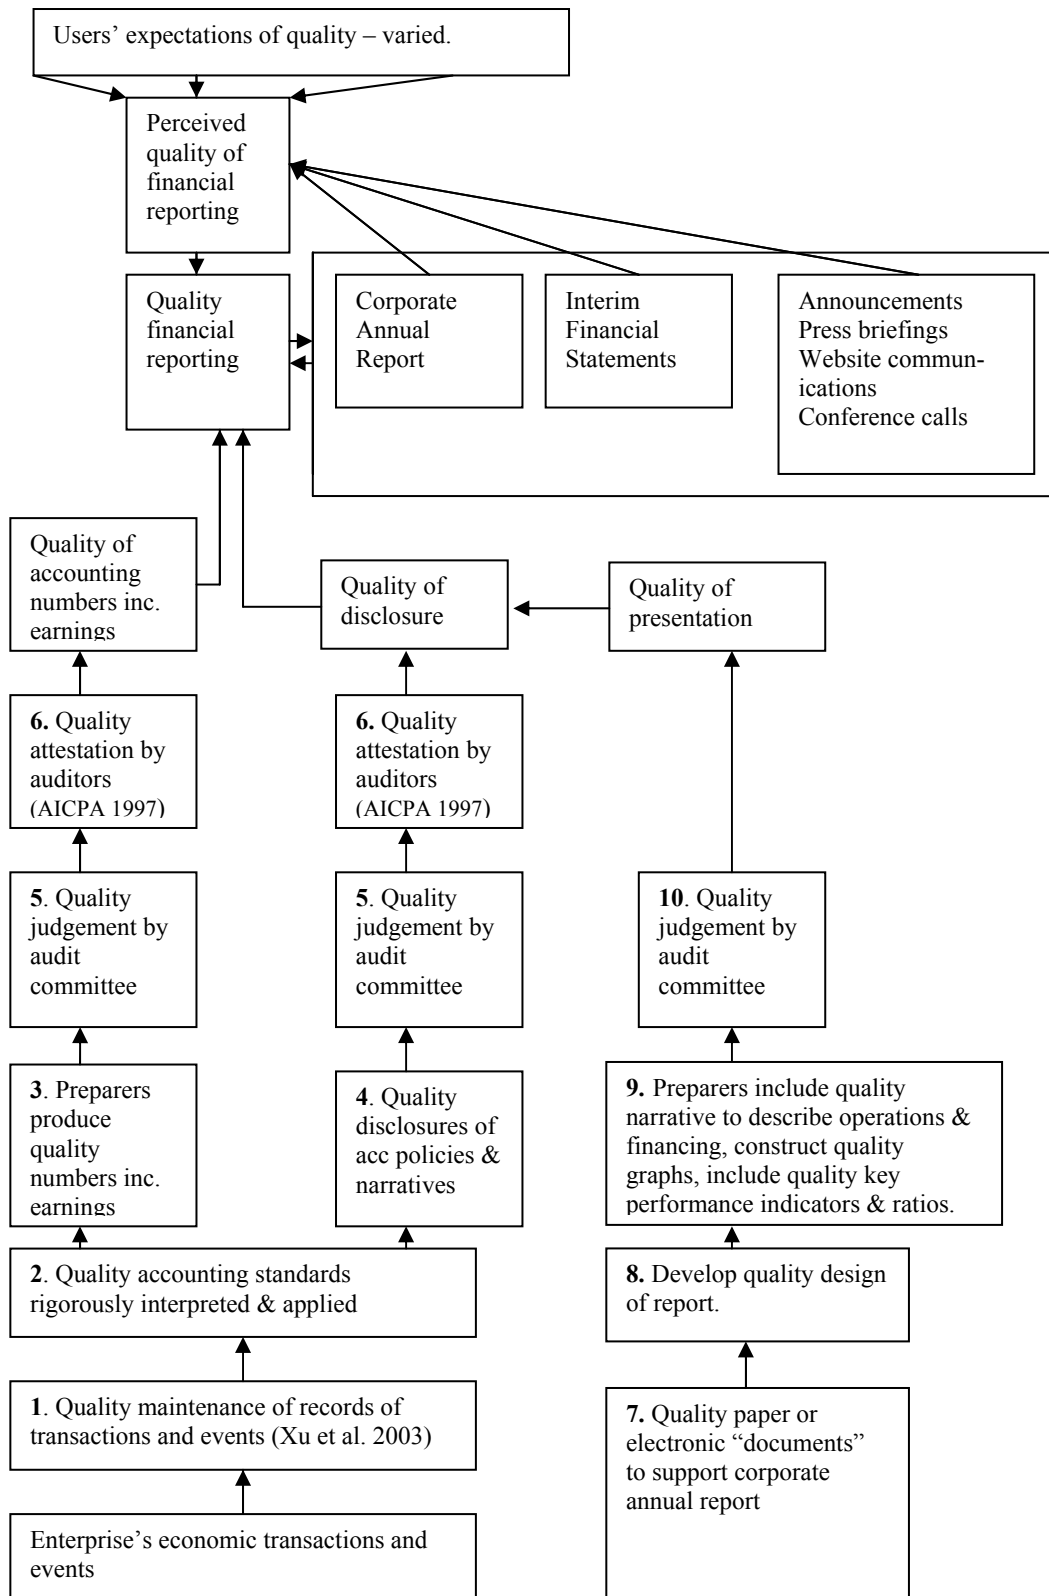 Users’ expectations of quality – varied.
Perceived
quality of
financial
reporting
Quality
financial
reporting
Corporate
Annual
Report
Interim
Financial
Statements
Announcements
Press briefings
Website commun-
ications
Conference calls
Quality of
accounting
numbers inc.
earnings
Quality of
disclosure
Quality of
presentation
6. Quality
attestation by
auditors
(AICPA 1997)
6. Quality
attestation by
auditors
(AICPA 1997)
5. Quality
judgement by
audit
committee
5. Quality
judgement by
audit
committee
10. Quality
judgement by
audit
committee
3. Preparers
produce
quality
numbers inc.
earnings
4. Quality
disclosures of
acc policies &
narratives
9. Preparers include quality
narrative to describe operations &
financing, construct quality
graphs, include quality key
performance indicators & ratios.
2. Quality accounting standards
rigorously interpreted & applied
8. Develop quality design
of report.
1. Quality maintenance of records of
transactions and events (Xu et al. 2003)
7. Quality paper or
electronic “documents”
to support corporate
annual report
Enterprise’s economic transactions and
events